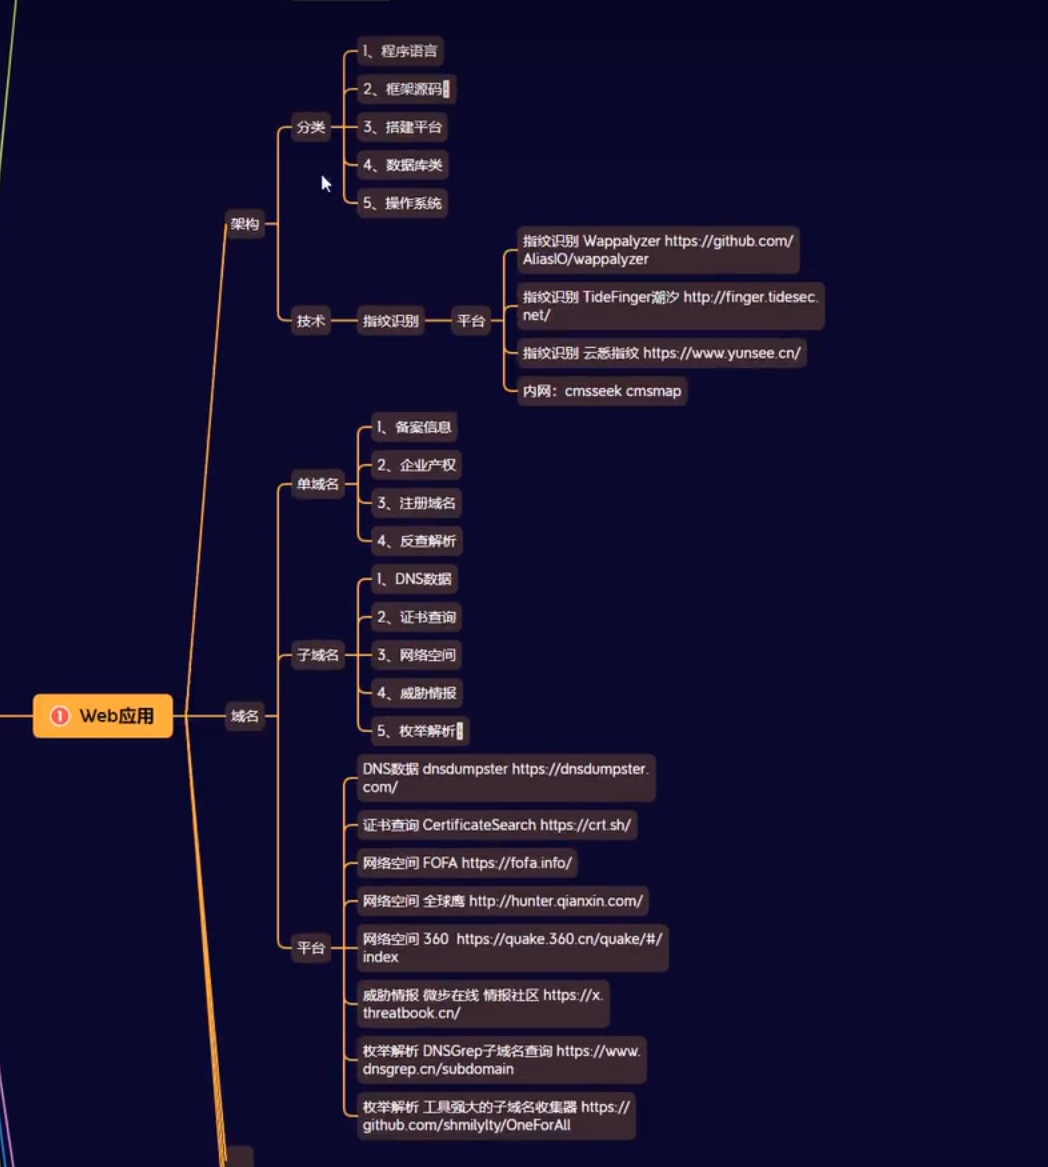 1、程序语言
2、框架源码
分类
3、搭建平台
4、数据库类
5、操作系统
架构
技术
指纹识别
平台
指纹识别 Wappalyzer https://github.com/
AliasIO/wappalyzer
指纹识别 TideFinger潮汐 http://finger.tidesec.
net/
指纹识别 云悉指纹 https://www.yunsee.cn/
内网：cmsseek cmsmap
① Web应用
域名
单域名
1、备案信息
2、企业产权
3、注册域名
4、反查解析
子域名
1、DNS数据
2、证书查询
3、网络空间
4、威胁情报
5、枚举解析
平台
DNS数据 dnsdumpster https://dnsdumpster.
com/
证书查询 CertificateSearch https://crt.sh/
网络空间 FOFA https://fofa.info/
网络空间 全球鹰 http://hunter.qianxin.com/
网络空间 360 https://quake.360.cn/quake/#/
index
威胁情报 微步在线 情报社区 https://x.
threatbook.cn/
枚举解析 DNSGrep子域名查询 https://www.
dnsgrep.cn/subdomain
枚举解析 工具强大的子域名收集器 https://
github.com/shmilylty/OneForAll